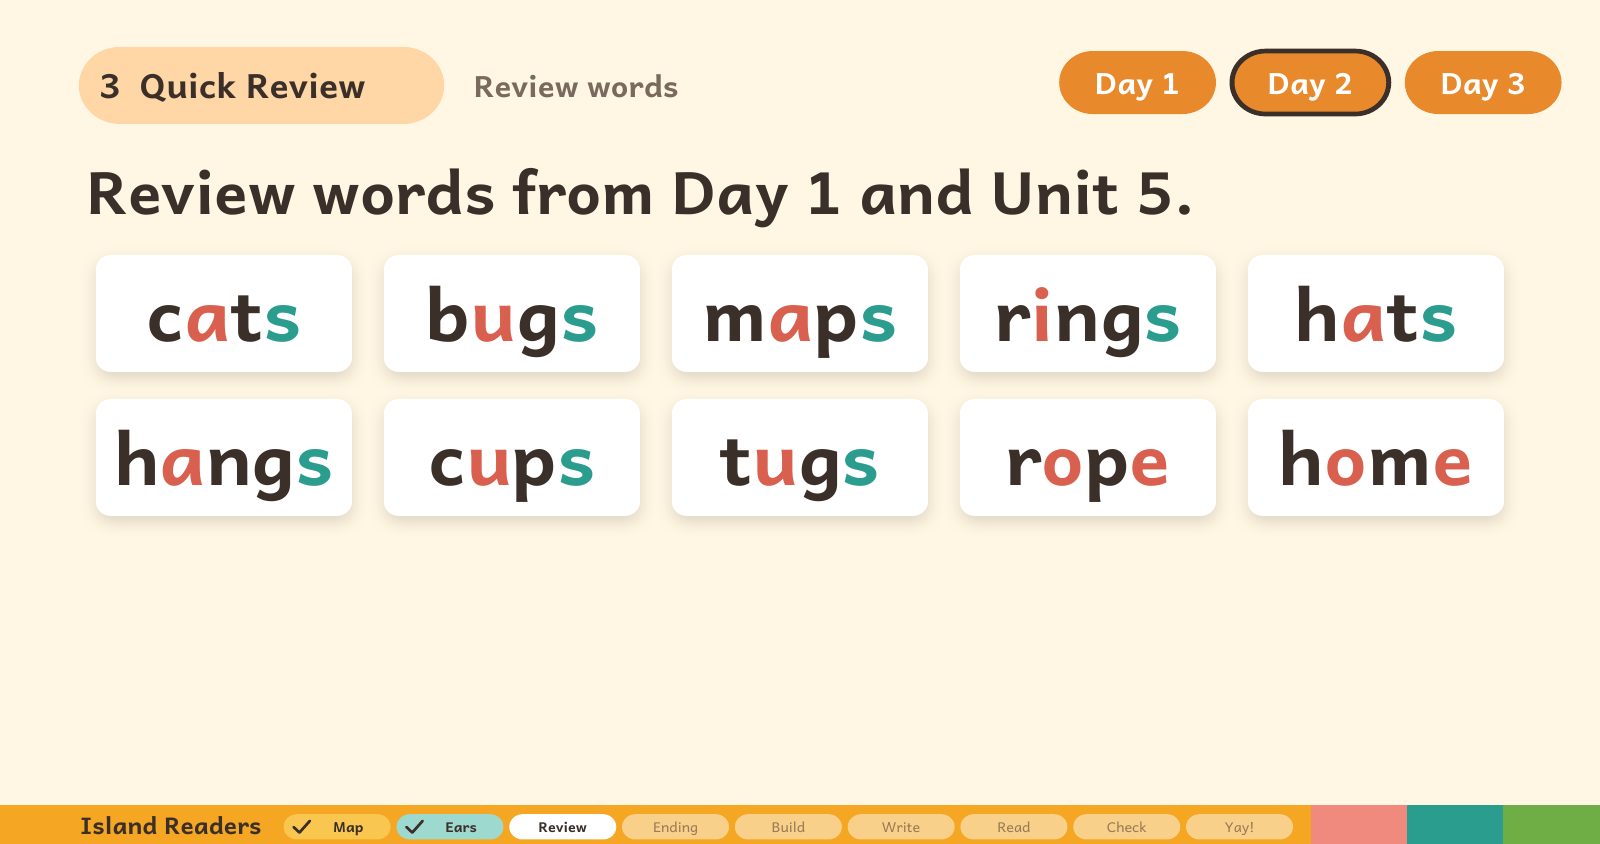 3 Quick Review
Review words
Day 1
Day 2
Day 3
Review words from Day 1 and Unit 5.
cats
bugs
maps
rings
hats
hangs
cups
tugs
rope
home
Island Readers
Map
Ears
Review
Ending
Build
Write
Read
Check
Yay!